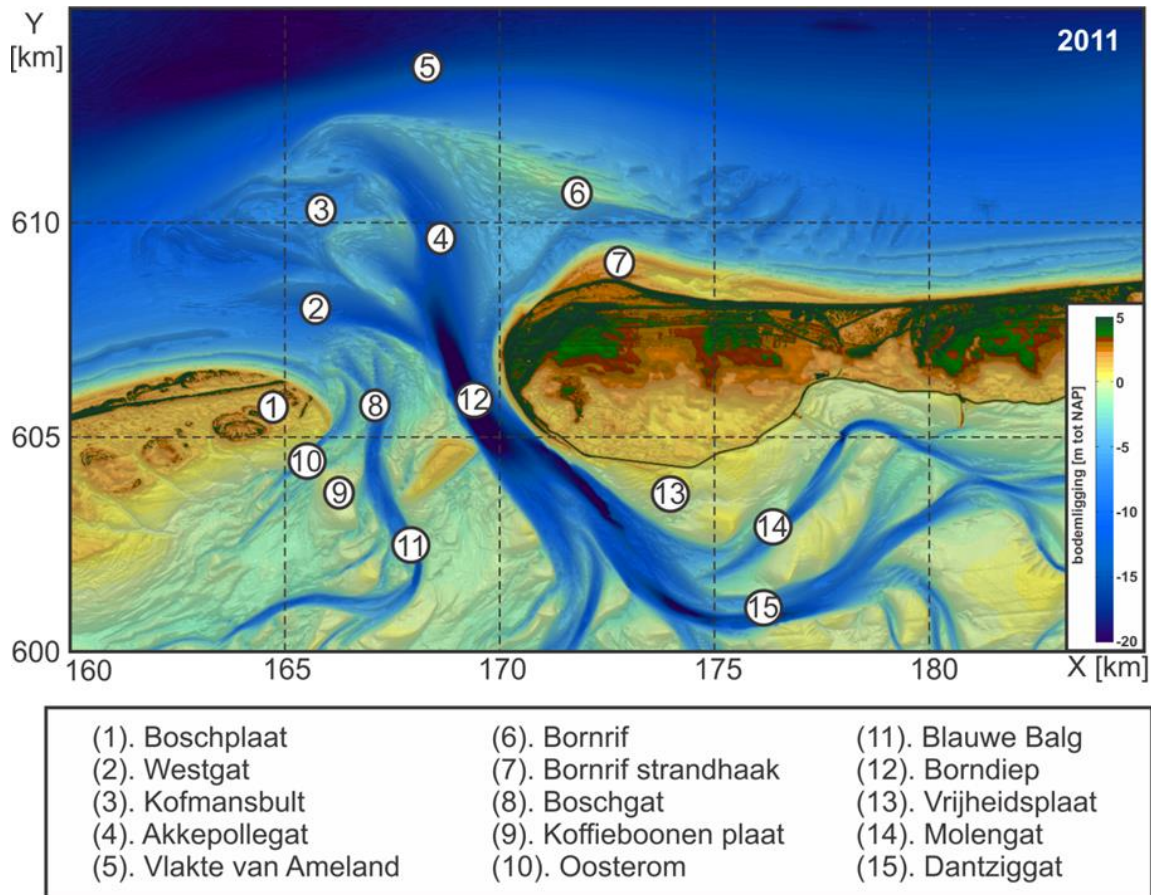 Y
[km]
2011
5
6
3
610
4
7
2
5
0
-5
-10
-15
-20
bodemligging [m tot NAP]
1
8
12
605
10
9
13
14
11
15
600
160
165
170
175
180
X [km]
(1). Boschplaat
(2). Westgat
(3). Kofmansbult
(4). Akkepollegat
(5). Vlakte van Ameland
(6). Bornrif
(7). Bornrif strandhaak
(8). Boschgat
(9). Koffieboonen plaat
(10). Oosterom
(11). Blauwe Balg
(12). Borndiep
(13). Vrijheidsplaat
(14). Molengat
(15). Dantziggat